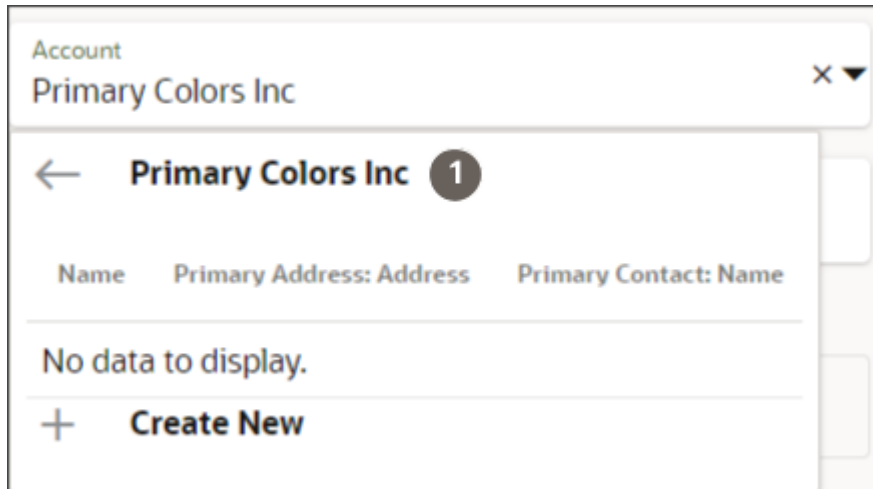 Account
Primary Colors Inc
Primary Colors Inc 1
Name Primary Address: Address Primary Contact: Name
No data to display.
Create New